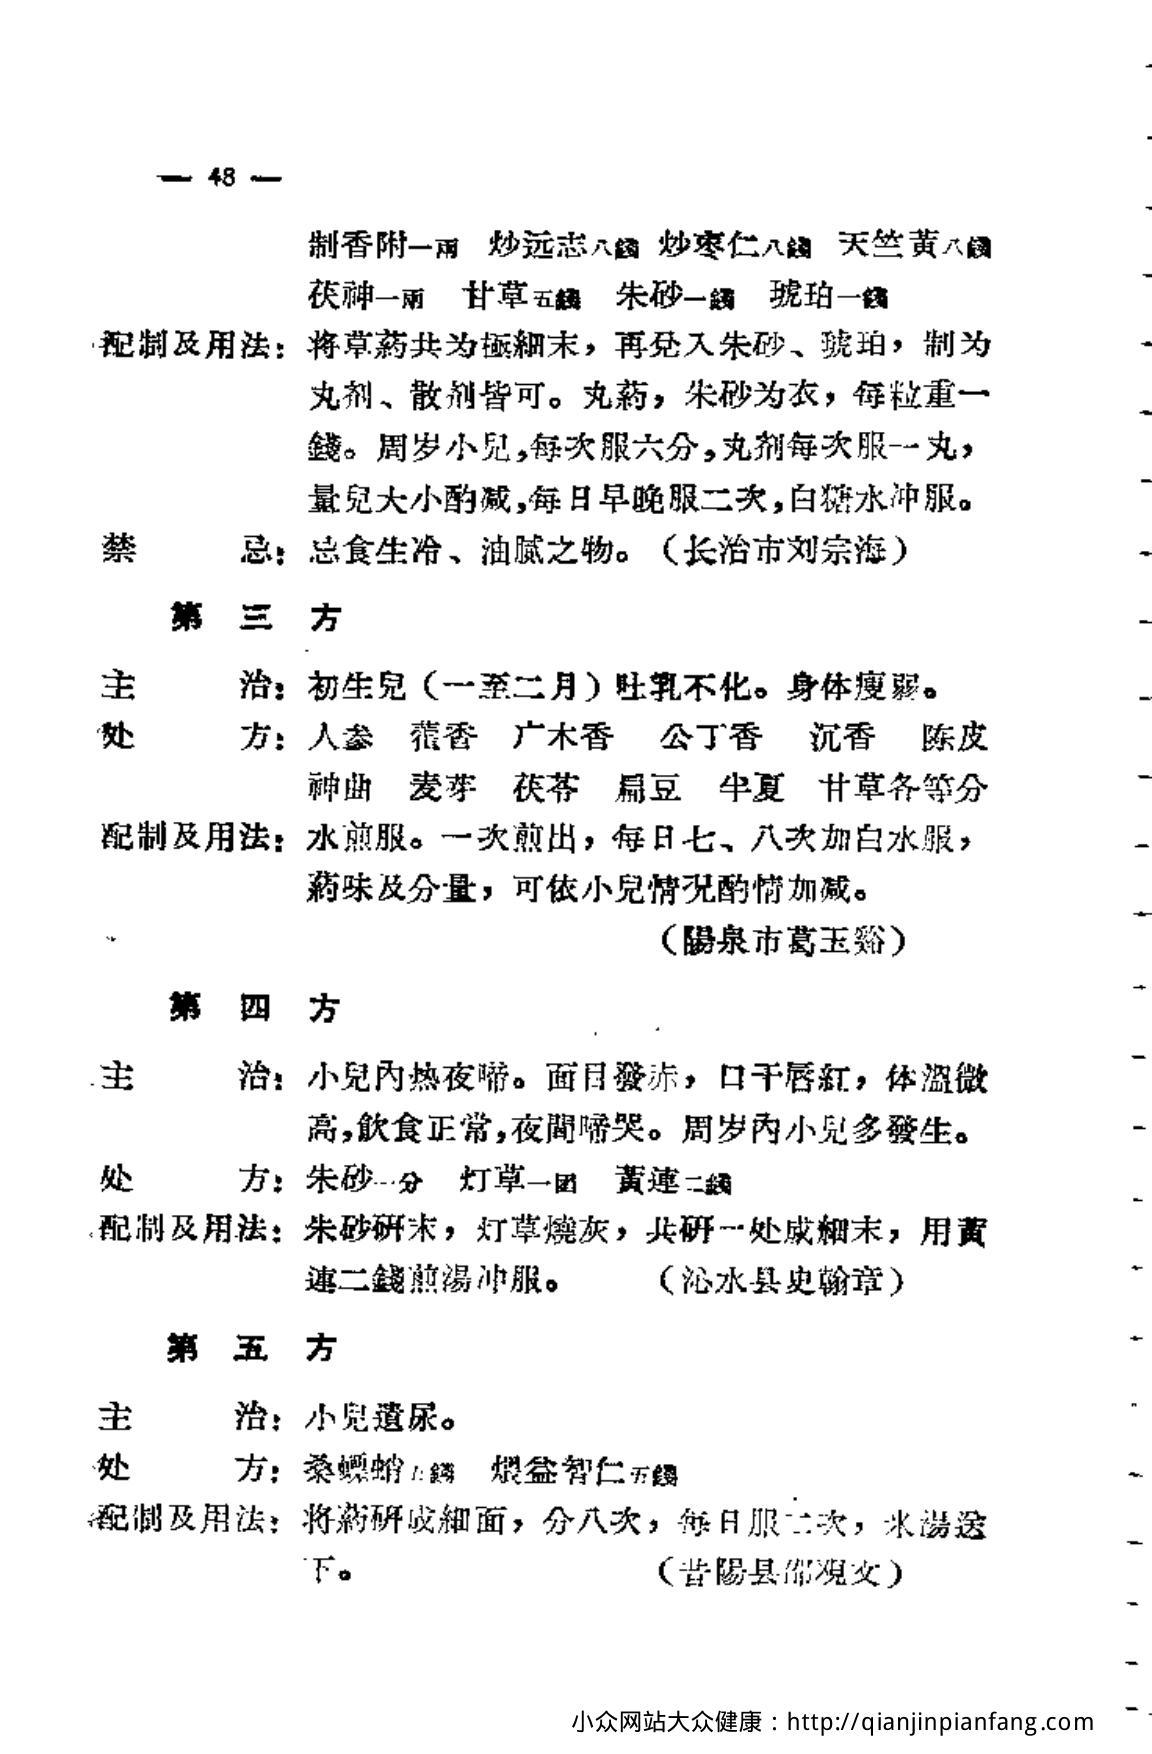 — 48 —
制香附一兩 炒远志八錢 炒枣仁八錢 天竺黃八錢
茯神一兩 甘草五錢 朱砂一錢 琥珀一錢
配制及用法：将草葯共为極細末，再兌入朱砂、琥珀，制为
丸剂、散剂皆可。丸葯，朱砂为衣，每粒重一
錢。周岁小兒，每次服六分，丸剂每次服一丸，
量兒大小酌减，每日早晚服二次，白糖水冲服。
禁 忌：忌食生冷、油腻之物。（长治市刘宗海）
第 三 方
主 治：初生兒（一至二月）吐乳不化。身体瘦弱。
处 方：人参 藿香 广木香 公丁香 沉香 陈皮
神曲 麦芽 茯苓 扁豆 半夏 甘草各等分
配制及用法：水煎服。一次煎出，每日七、八次加白水服，
葯味及分量，可依小兒情况酌情加减。
（陽泉市葛玉谿）
第 四 方
主 治：小兒內热夜啼。面目發赤，口干唇紅，体溫微
高，飲食正常，夜間啼哭。周岁內小兒多發生。
处 方：朱砂一分 灯草一团 黃連二錢
配制及用法：朱砂研末，灯草燒灰，共研一处成細末，用黃
連二錢煎湯冲服。 （沁水县史翰章）
第 五 方
主 治：小兒遺尿。
处 方：桑螵蛸 錢 煨益智仁五錢
配制及用法：将葯研成細面，分八次，每日服二次，米湯送
下。 （昔陽县 观文）
小众网站大众健康：http://qianjinpianfang.com